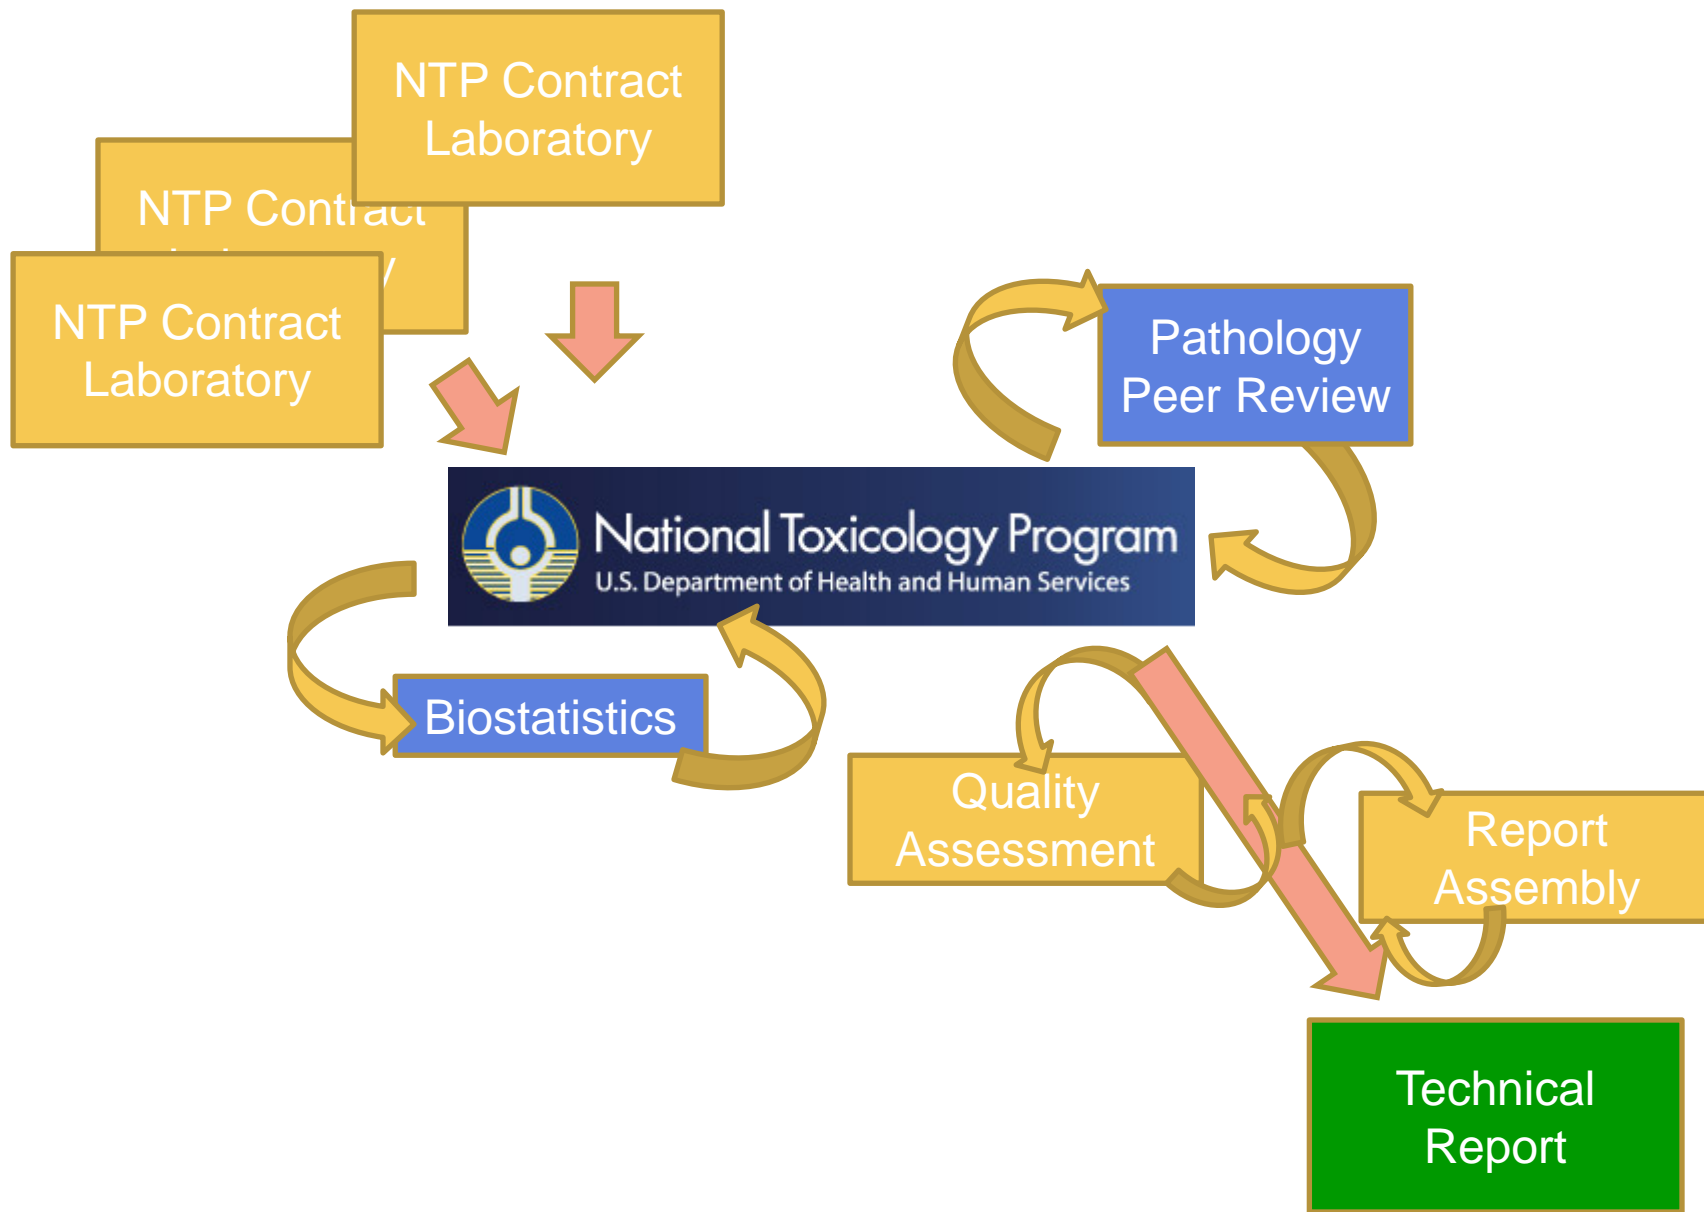 NTP Contract
Laboratory
NTP Contract
NTP Contract
Laboratory
Pathology
Peer Review
National Toxicology Program
U.S. Department of Health and Human Services
Biostatistics
Quality
Assessment
Report
Assembly
Technical
Report